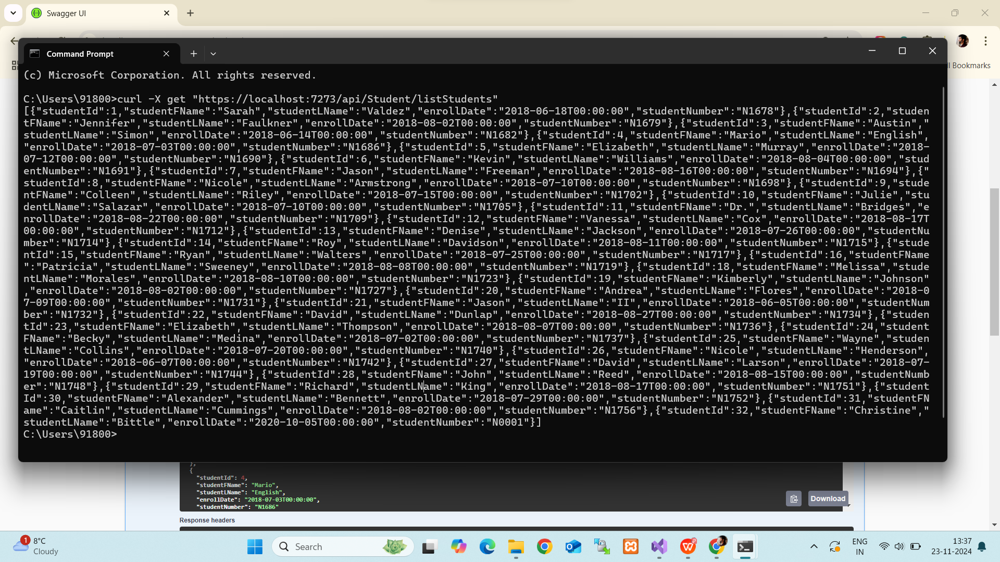 Swagger UI
Command Prompt
ll Bookmarks
(c) Microsoft Corporation. All rights reserved.
C:\Users\91800>curl -X get "https://localhost:7273/api/Student/listStudents"
[{"studentId":1,"studentFName":"Sarah","studentLName":"Valdez","enrollDate":"2018-06-18T00:00:00","studentNumber":"N1678"},{"studentId":2,"studen
tFName":"Jennifer","studentLName":"Faulkner","enrollDate":"2018-08-02T00:00:00","studentNumber":"N1679"},{"studentId":3,"studentFName":"Austin","
studentLName":"Simon","enrollDate":"2018-06-14T00:00:00","studentNumber":"N1682"},{"studentId":4,"studentFName":"Mario","studentLName":"English",
"enrollDate":"2018-07-03T00:00:00","studentNumber":"N1686"},{"studentId":5,"studentFName":"Elizabeth","studentLName":"Murray","enrollDate":"2018-
07-12T00:00:00","studentNumber":"N1690"},{"studentId":6,"studentFName":"Kevin","studentLName":"Williams","enrollDate":"2018-08-04T00:00:00","stud
entNumber":"N1691"},{"studentId":7,"studentFName":"Jason","studentLName":"Freeman","enrollDate":"2018-08-16T00:00:00","studentNumber":"N1694"},{"
studentId":8,"studentFName":"Nicole","studentLName":"Armstrong","enrollDate":"2018-07-10T00:00:00","studentNumber":"N1698"},{"studentId":9,"stude
ntFName":"Colleen","studentLName":"Riley","enrollDate":"2018-07-15T00:00:00","studentNumber":"N1702"},{"studentId":10,"studentFName":"Julie","stu
dentLName":"Salazar","enrollDate":"2018-07-10T00:00:00","studentNumber":"N1705"},{"studentId":11,"studentFName":"Dr.","studentLName":"Bridges","e
nrollDate":"2018-08-22T00:00:00","studentNumber":"N1709"},{"studentId":12,"studentFName":"Vanessa","studentLName":"Cox","enrollDate":"2018-08-17T
00:00:00","studentNumber":"N1712"},{"studentId":13,"studentFName":"Denise","studentLName":"Jackson","enrollDate":"2018-07-26T00:00:00","studentNu
mber":"N1714"},{"studentId":14,"studentFName":"Roy","studentLName":"Davidson","enrollDate":"2018-08-11T00:00:00","studentNumber":"N1715"},{"stude
ntId":15,"studentFName":"Ryan","studentLName":"Walters","enrollDate":"2018-07-25T00:00:00","studentNumber":"N1717"},{"studentId":16,"studentFName
":"Patricia","studentLName":"Sweeney","enrollDate":"2018-08-08T00:00:00","studentNumber":"N1719"},{"studentId":18,"studentFName":"Melissa","stude
ntLName":"Morales","enrollDate":"2018-08-10T00:00:00","studentNumber":"N1723"},{"studentId":19,"studentFName":"Kimberly","studentLName":"Johnson"
,"enrollDate":"2018-08-02T00:00:00","studentNumber":"N1727"},{"studentId":20,"studentFName":"Andrea","studentLName":"Flores","enrollDate":"2018-0
7-09T00:00:00","studentNumber":"N1731"},{"studentId":21,"studentFName":"Jason","studentLName":"II","enrollDate":"2018-06-05T00:00:00","studentNum
ber":"N1732"},{"studentId":22,"studentFName":"David","studentLName":"Dunlap","enrollDate":"2018-08-27T00:00:00","studentNumber":"N1734"},{"studen
tId":23,"studentFName":"Elizabeth","studentLName":"Thompson","enrollDate":"2018-08-07T00:00:00","studentNumber":"N1736"},{"studentId":24,"student
FName":"Becky","studentLName":"Medina","enrollDate":"2018-07-02T00:00:00","studentNumber":"N1737"},{"studentId":25,"studentFName":"Wayne","studen
tLName":"Collins","enrollDate":"2018-07-20T00:00:00","studentNumber":"N1740"},{"studentId":26,"studentFName":"Nicole","studentLName":"Henderson",
"enrollDate":"2018-06-07T00:00:00","studentNumber":"N1742"},{"studentId":27,"studentFName":"David","studentLName":"Larson","enrollDate":"2018-07-
19T00:00:00","studentNumber":"N1744"},{"studentId":28,"studentFName":"John","studentLName":"Reed","enrollDate":"2018-08-15T00:00:00","studentNumb
er":"N1748"},{"studentId":29,"studentFName":"Richard","studentLName":"King","enrollDate":"2018-08-17T00:00:00","studentNumber":"N1751"},{"student
Id":30,"studentFName":"Alexander","studentLName":"Bennett","enrollDate":"2018-07-29T00:00:00","studentNumber":"N1752"},{"studentId":31,"studentFN
ame":"Caitlin","studentLName":"Cummings","enrollDate":"2018-08-02T00:00:00","studentNumber":"N1756"},{"studentId":32,"studentFName":"Christine","
studentLName":"Bittle","enrollDate":"2020-10-05T00:00:00","studentNumber":"N0001"}]
C:\Users\91800>
},
{
"studentId": 4,
"studentFName": "Mario",
"studentLName": "English",
"enrollDate": "2018-07-03T00:00:00",
"studentNumber": "N1686"
Download
Response headers
1
8°C
Cloudy
Search
ENG
IN
13:37
23-11-2024